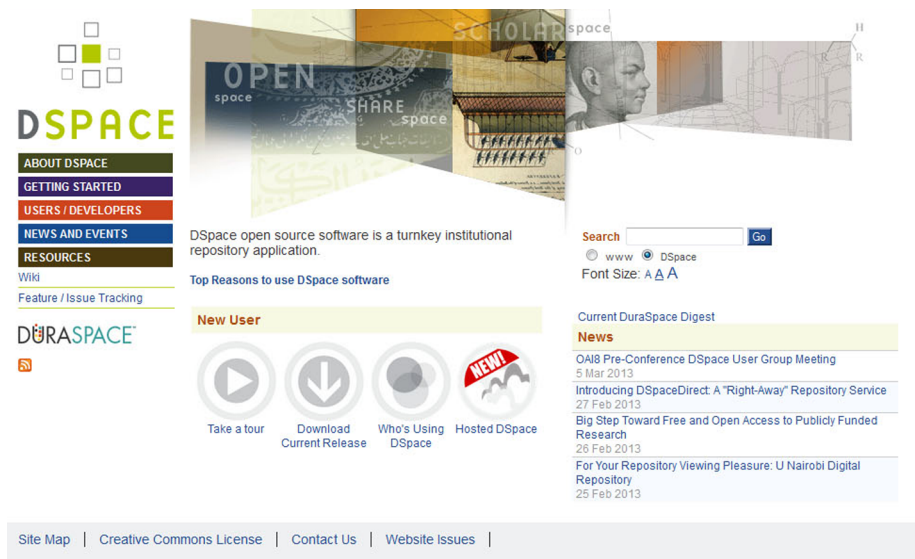 OPEN
space
SHARE
space
SCHOLAR
space
H
R
R
O
DSPACE
ABOUT DSPACE
GETTING STARTED
USERS / DEVELOPERS
NEWS AND EVENTS
RESOURCES
Wiki
Feature / Issue Tracking
DURASPACE
DSpace open source software is a turnkey institutional
repository application.
Top Reasons to use DSpace software
New User
NEW!
Take a tour
Download
Current Release
Who's Using
DSpace
Hosted DSpace
Search
Go
www DSpace
Font Size: A A A
Current DuraSpace Digest
News
OAI8 Pre-Conference DSpace User Group Meeting
5 Mar 2013
Introducing DSpaceDirect: A "Right-Away" Repository Service
27 Feb 2013
Big Step Toward Free and Open Access to Publicly Funded
Research
26 Feb 2013
For Your Repository Viewing Pleasure: U Nairobi Digital
Repository
25 Feb 2013
Site Map | Creative Commons License | Contact Us | Website Issues |